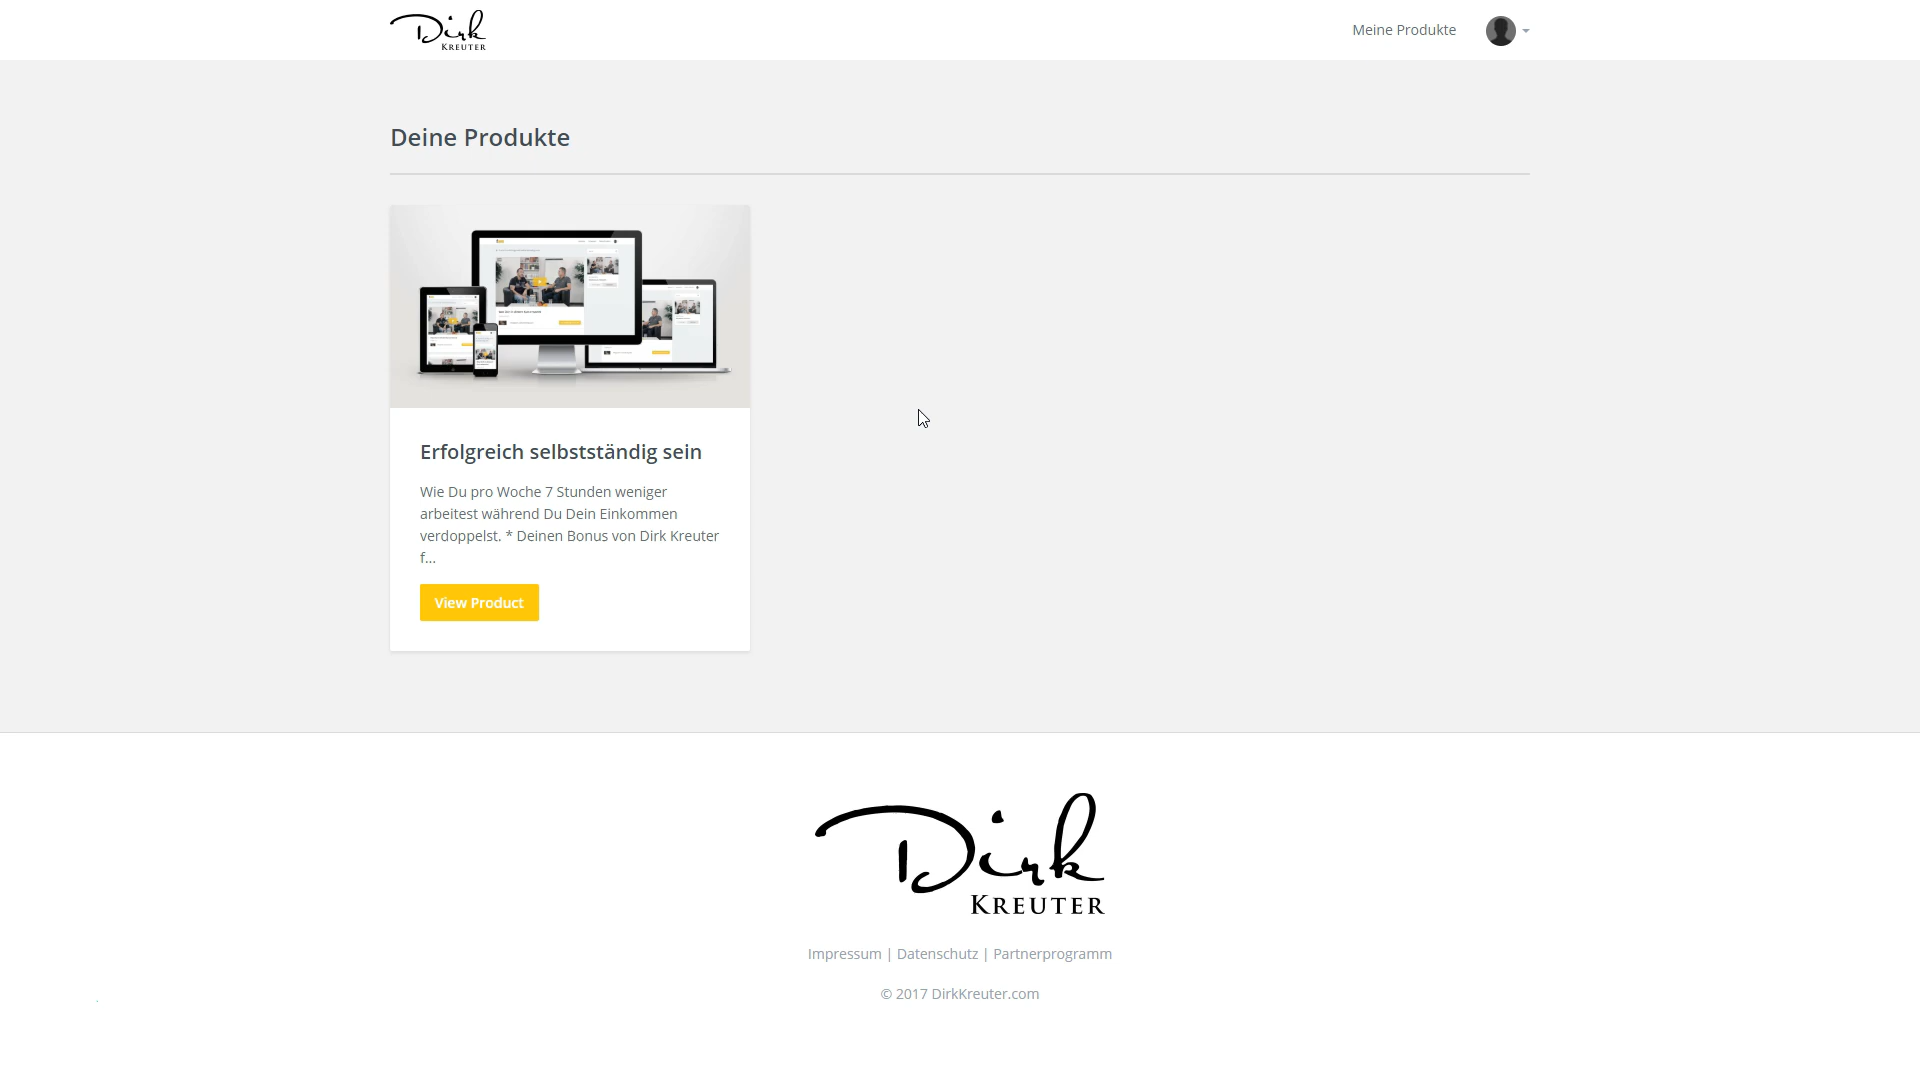 Dirk
KREUTER
Meine Produkte
Deine Produkte
Erfolgreich selbstständig sein
Wie Du pro Woche 7 Stunden weniger
arbeitest während Du Dein Einkommen
verdoppelst. * Deinen Bonus von Dirk Kreuter
f...
View Product
Dirk
KREUTER
Impressum | Datenschutz | Partnerprogramm
© 2017 DirkKreuter.com